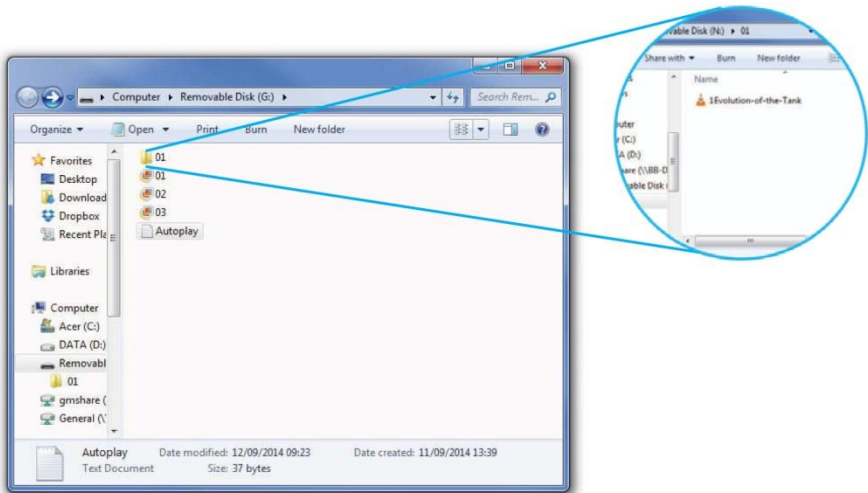 Computer ▸ Removable Disk (G:) ▸
Search Rem...
Organize ▾ Open ▾ Print Burn New folder
Favorites
Desktop
Download
Dropbox
Recent Pla
Libraries
Computer
Acer (C:)
DATA (D:)
Removabl
01
gmshare (
General (\
01
01
02
03
Autoplay
Autoplay Date modified: 12/09/2014 09:23 Date created: 11/09/2014 13:39
Text Document Size: 37 bytes
vable Disk (N:) ▸ 01
Share with ▾ Burn New folder
Name
1Evolution-of-the-Tank
puter
r (C:)
A (D:)
hare (\\BB-D
vable Disk